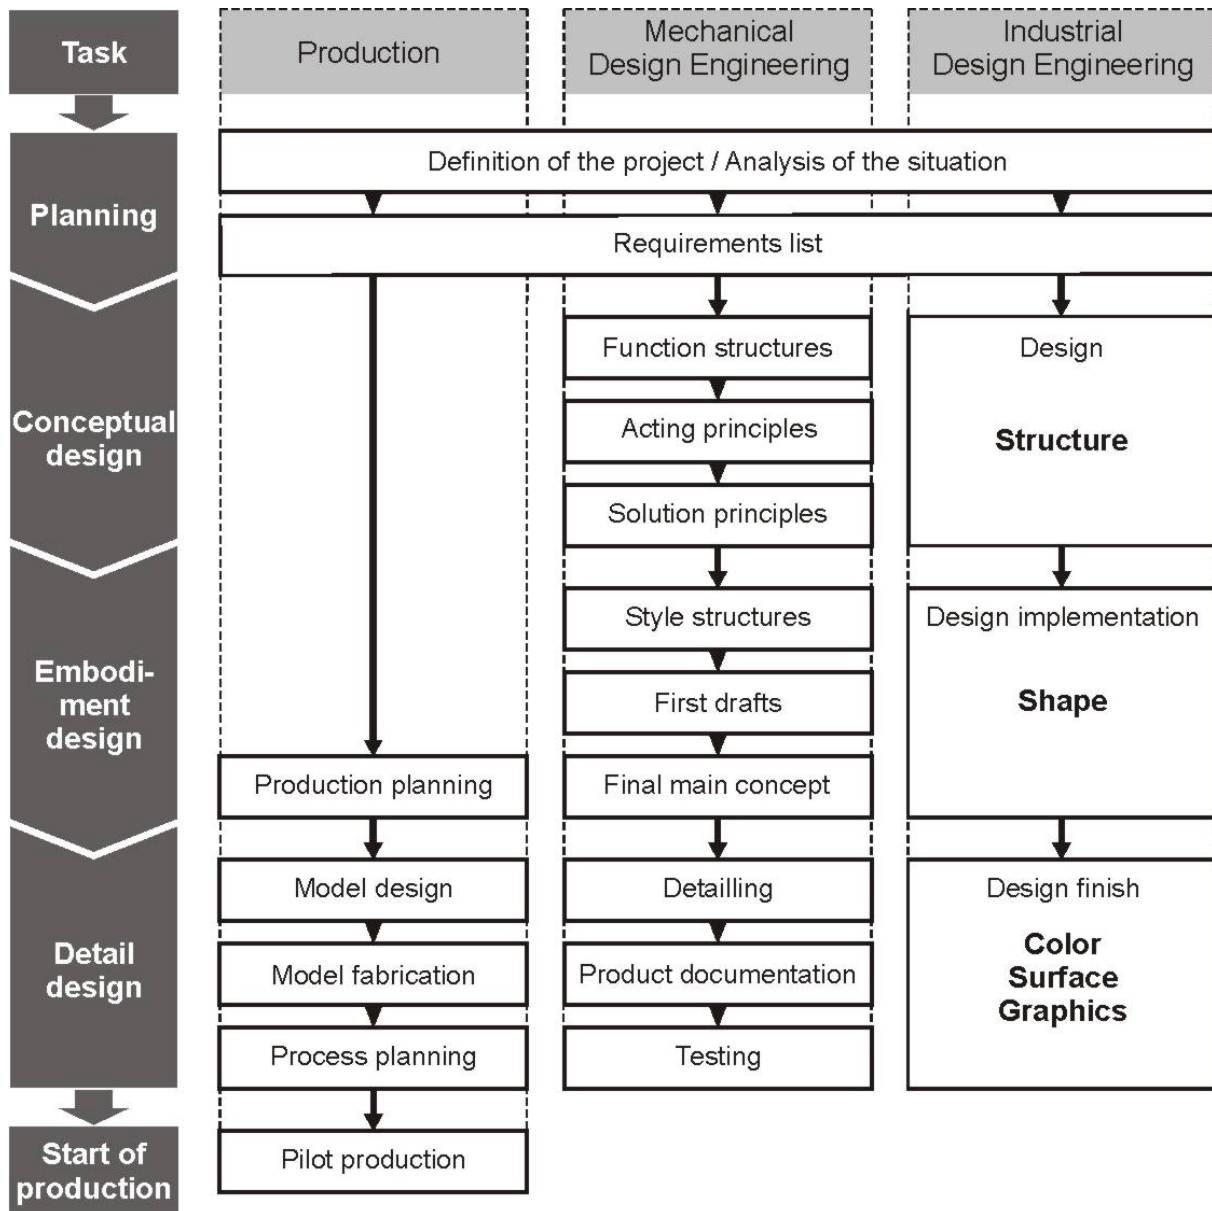 Task
Production
Mechanical
Design Engineering
Industrial
Design Engineering
Planning
Definition of the project / Analysis of the situation
Requirements list
Conceptual
design
Function structures
Acting principles
Solution principles
Design
Structure
Embodi-
ment
design
Style structures
First drafts
Design implementation
Shape
Production planning
Final main concept
Detail
design
Model design
Model fabrication
Process planning
Detailling
Product documentation
Testing
Design finish
Color
Surface
Graphics
Start of
production
Pilot production